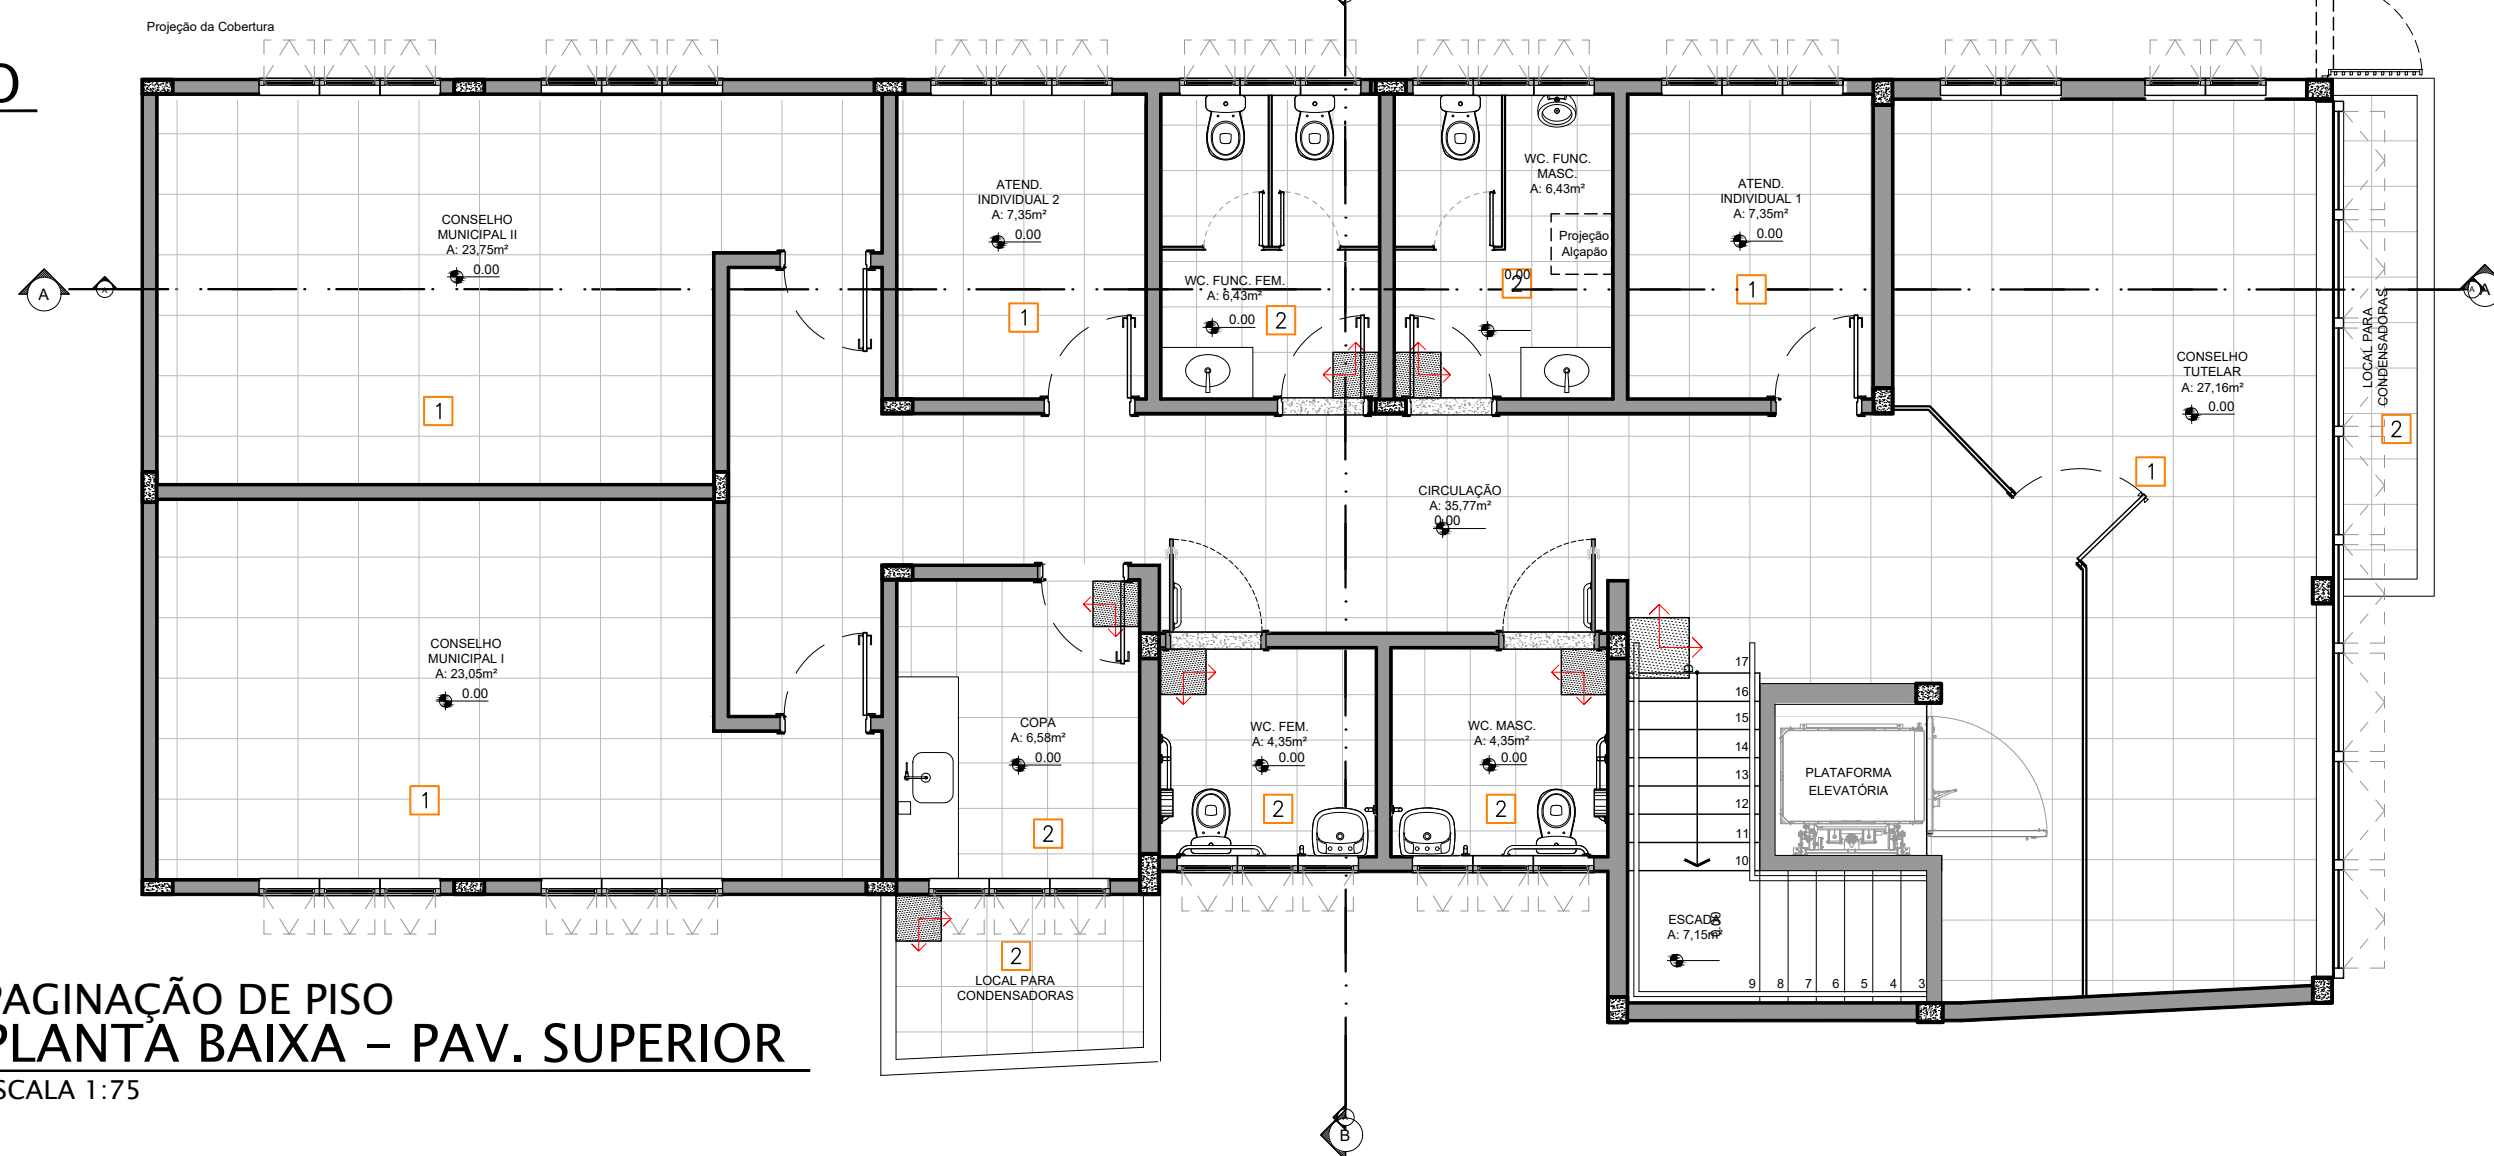 Projeção da Cobertura
O
CONSELHO
MUNICIPAL II
A: 23,75m²
0.00
1
ATEND.
INDIVIDUAL 2
A: 7,35m²
0.00
1
WC. FUNC. FEM.
A: 6,43m²
0.00
2
WC. FUNC.
MASC.
A: 6,43m²
Projeção
Alçapão
0.00
2
ATEND.
INDIVIDUAL 1
A: 7,35m²
0.00
1
CONSELHO
TUTELAR
A: 27,16m²
0.00
1
LOCAL PARA
CONDENSADORAS
2
A
A
A
A
CIRCULAÇÃO
A: 35,77m²
0.00
CONSELHO
MUNICIPAL I
A: 23,05m²
0.00
1
COPA
A: 6,58m²
0.00
2
WC. FEM.
A: 4,35m²
0.00
2
WC. MASC.
A: 4,35m²
0.00
2
17
16
15
14
13
12
11
10
PLATAFORMA
ELEVATÓRIA
ESCADA
A: 7,15m²
0.00
9 8 7 6 5 4 3
2
LOCAL PARA
CONDENSADORAS
PAGINAÇÃO DE PISO
PLANTA BAIXA – PAV. SUPERIOR
SCALA 1:75
B